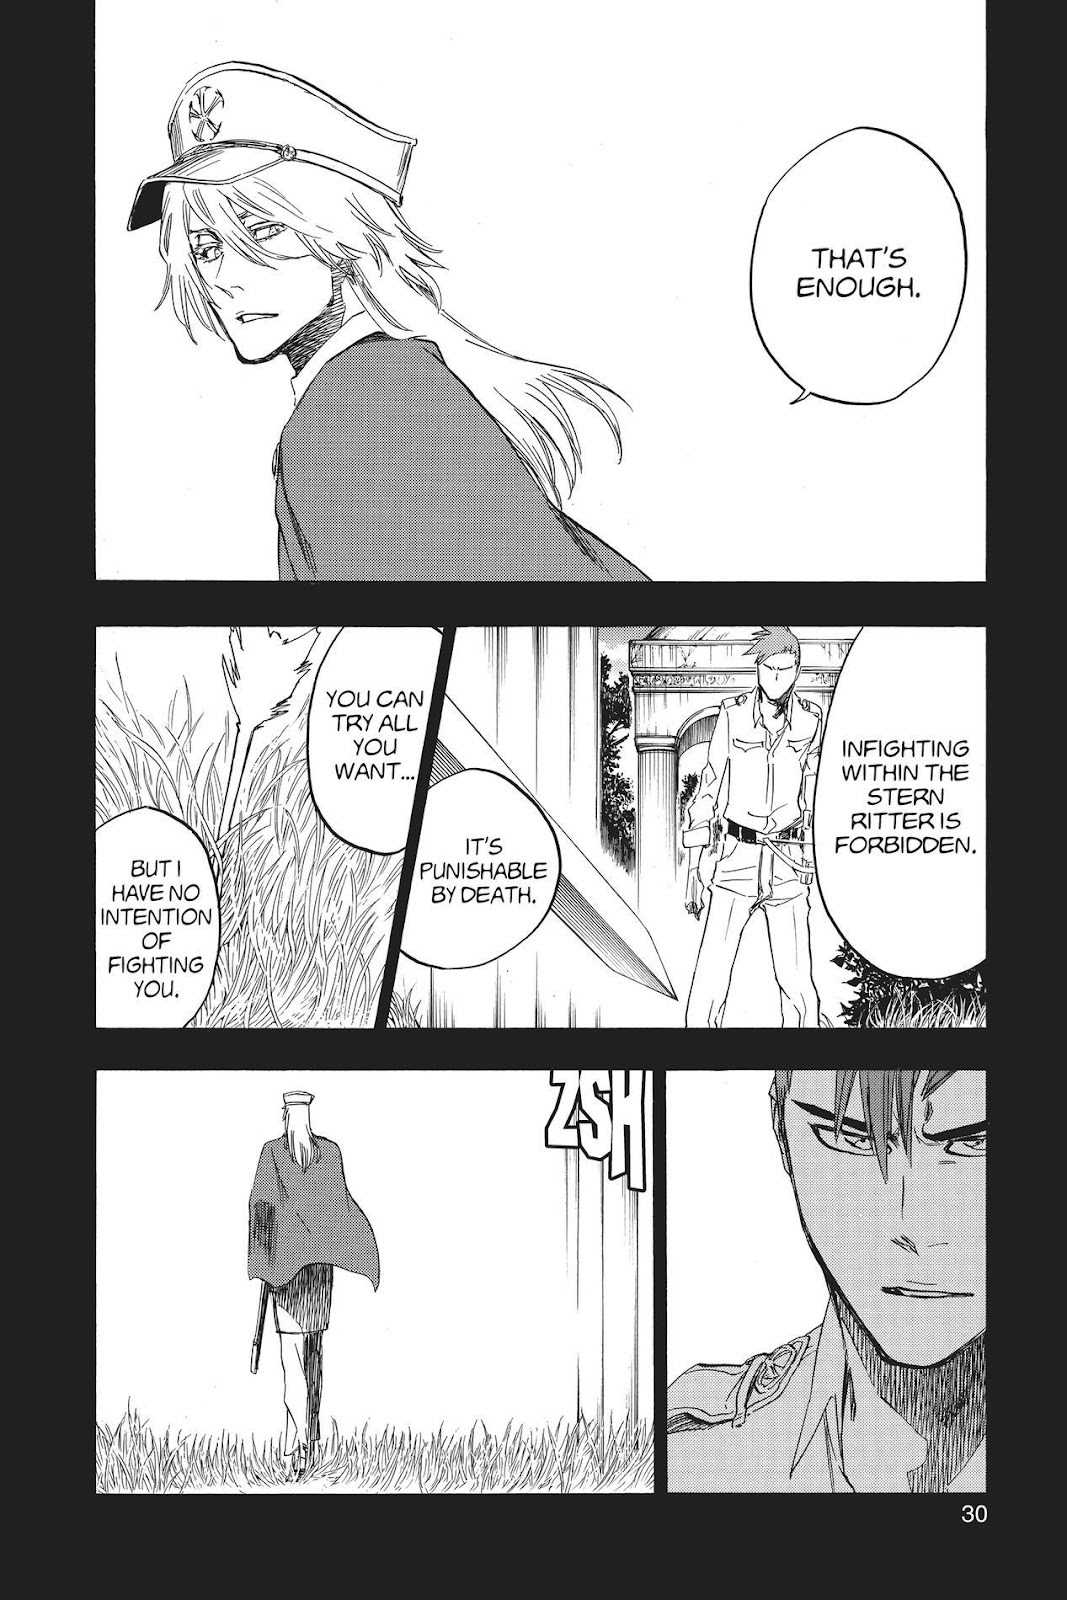 THAT'S
ENOUGH.
INFIGHTING
WITHIN THE
STERN
RITTER IS
FORBIDDEN.
IT'S
PUNISHABLE
BY DEATH.
YOU CAN
TRY ALL
YOU
WANT...
BUT I
HAVE NO
INTENTION
OF
FIGHTING
YOU.
ZSH
30